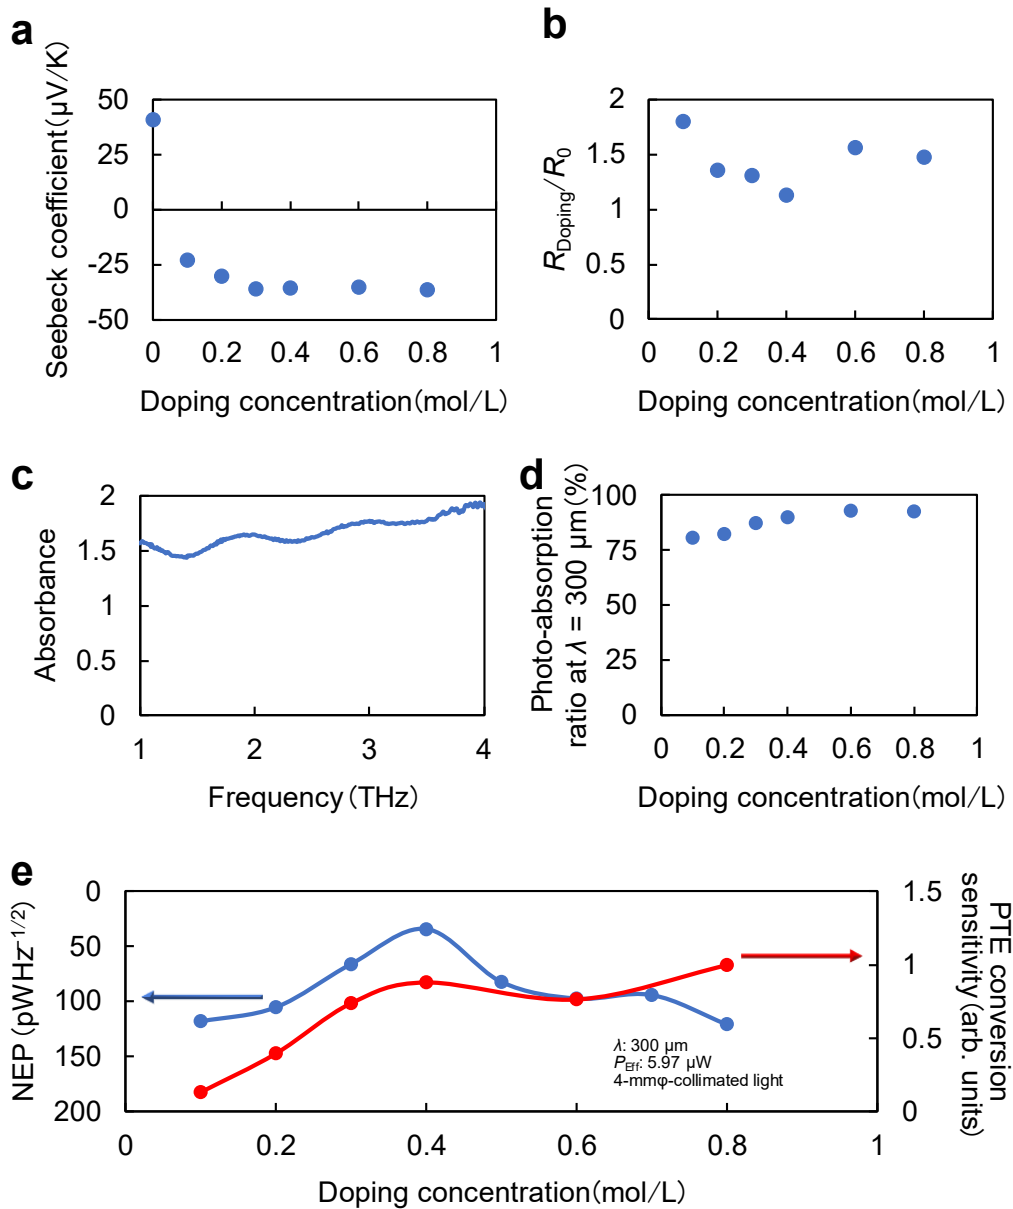 a
Seebeck coefficient(μV/K)
50
25
0
-25
-50
0
0.2
0.4
0.6
0.8
1
Doping concentration(mol/L)
b
R_Doping/R_0
2
1.5
1
0.5
0
0
0.2
0.4
0.6
0.8
1
Doping concentration(mol/L)
c
Absorbance
2
1.5
1
0.5
0
1
2
3
4
Frequency(THz)
d
Photo-absorption
ratio at λ = 300 μm(%)
100
75
50
25
0
0
0.2
0.4
0.6
0.8
1
Doping concentration(mol/L)
e
NEP (pWHz^−1/2)
0
50
100
150
200
0
0.2
0.4
0.6
0.8
1
Doping concentration(mol/L)
λ: 300 μm
P_Eff: 5.97 μW
4-mmφ-collimated light
1.5
1
0.5
0
PTE conversion
sensitivity(arb. units)